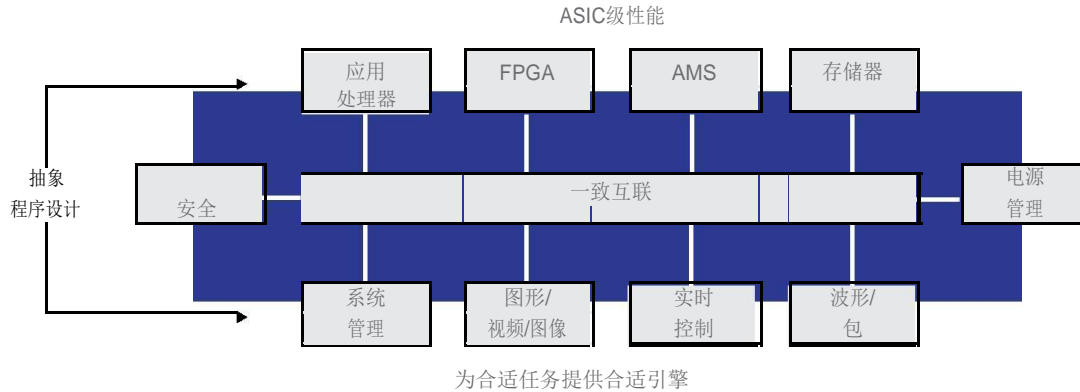 ASIC级性能
应用
处理器
FPGA
AMS
存储器
抽象
程序设计
安全
一致互联
电源
管理
系统
管理
图形/
视频/图像
实时
控制
波形/
包
为合适任务提供合适引擎